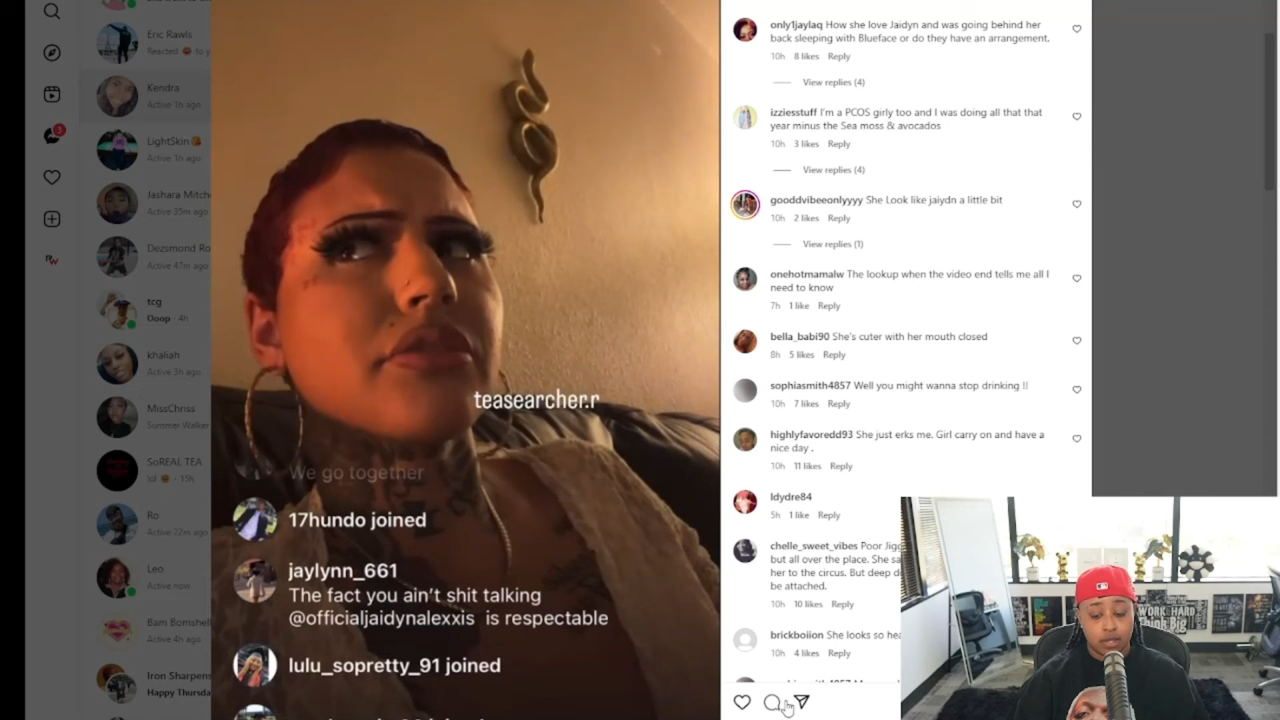 Eric Rawls
Reacted to y
Kendra
Active 1h ago
LightSkin
Active 1h ago
Jashara Mitch
Active 35m ago
Dezsmond Ro
Active 47m ago
tcg
Ooop · 4h
khaliah
Active 3h ago
MissChriss
Summer Walker
SoREAL TEA
lol · 15h
Ro
Active 22m ago
Leo
Active now
Bam Bombshell
Active 4h ago
Iron Sharpens
Happy Thursda
3
RW
teasearcher.r
We go together
17hundo joined
jaylynn_661
The fact you ain't shit talking
@officialjaidynalexxis is respectable
lulu_sopretty_91 joined
only1jaylaq How she love Jaidyn and was going behind her
back sleeping with Blueface or do they have an arrangement.
10h 8 likes Reply
View replies (4)
izziesstuff I'm a PCOS girly too and I was doing all that that
year minus the Sea moss & avocados
10h 3 likes Reply
View replies (4)
gooddvibeeonlyyyy She Look like jaiydn a little bit
10h 2 likes Reply
View replies (1)
onehotmamalw The lookup when the video end tells me all I
need to know
7h 1 like Reply
bella_babi90 She's cuter with her mouth closed
8h 5 likes Reply
sophiasmith4857 Well you might wanna stop drinking !!
10h 7 likes Reply
highlyfavoredd93 She just erks me. Girl carry on and have a
nice day .
10h 11 likes Reply
ldydre84
5h 1 like Reply
chelle_sweet_vibes Poor Jigg
but all over the place. She sa
her to the circus. But deep d
be attached.
10h 10 likes Reply
brickboiion She looks so hea
10h 4 likes Reply
WORK HARD
Think Big